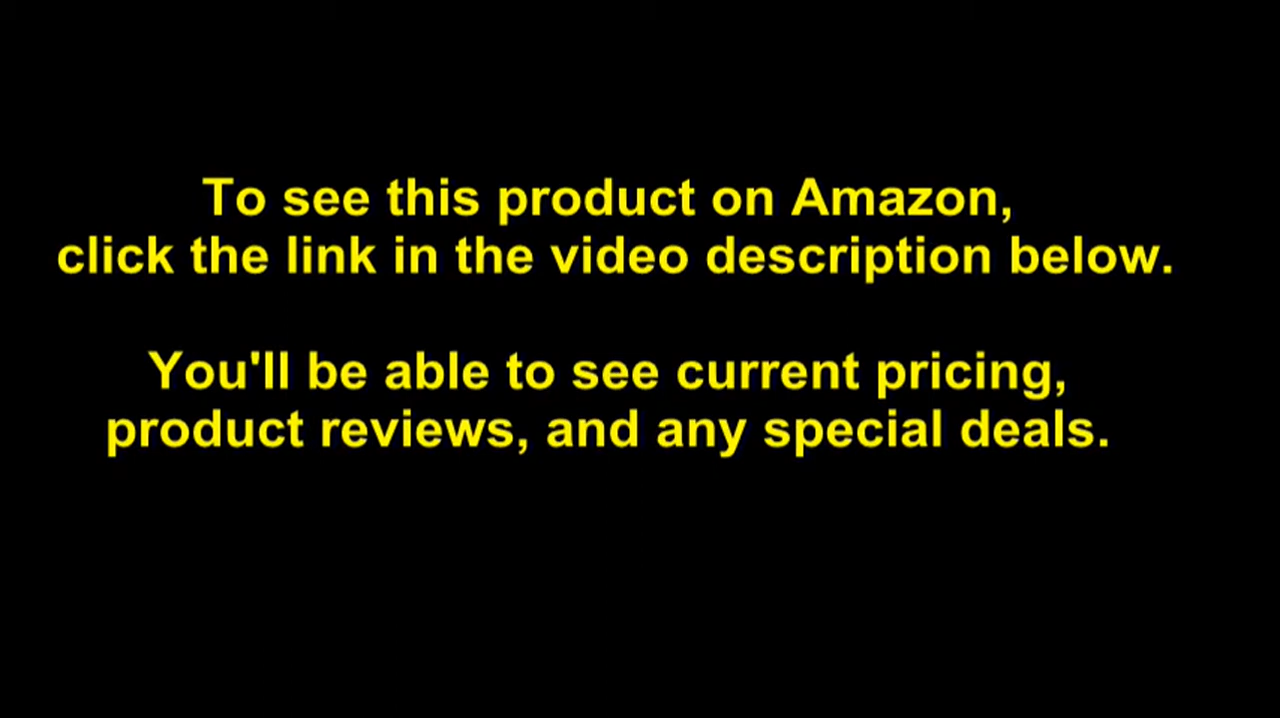 To see this product on Amazon,
click the link in the video description below.
You'll be able to see current pricing,
product reviews, and any special deals.